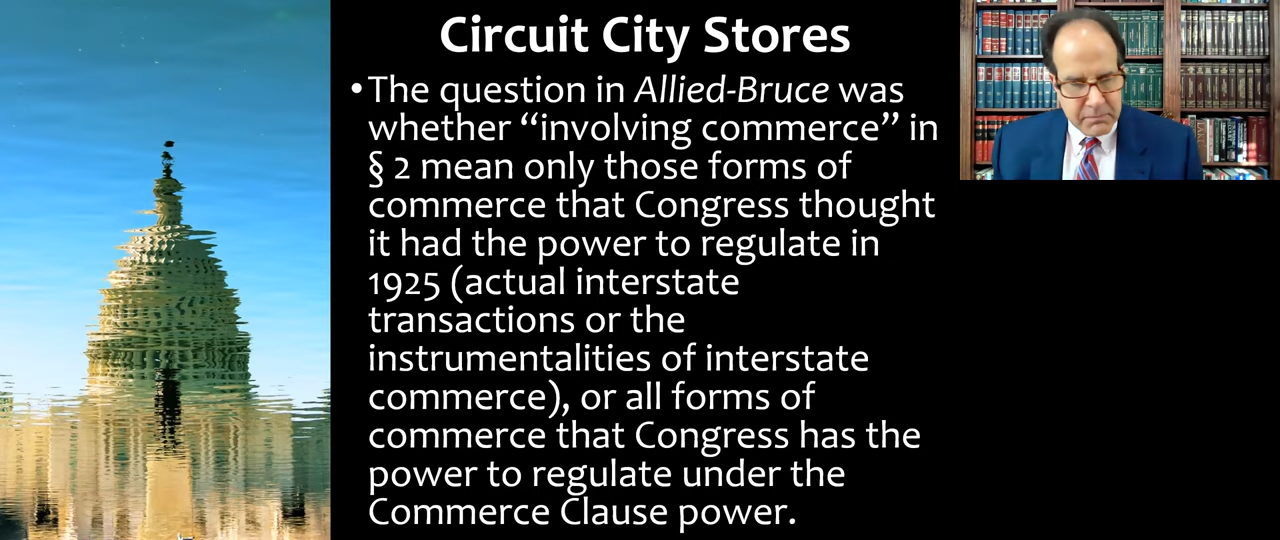 Circuit City Stores
• The question in Allied-Bruce was
whether “involving commerce” in
§ 2 mean only those forms of
commerce that Congress thought
it had the power to regulate in
1925 (actual interstate
transactions or the
instrumentalities of interstate
commerce), or all forms of
commerce that Congress has the
power to regulate under the
Commerce Clause power.